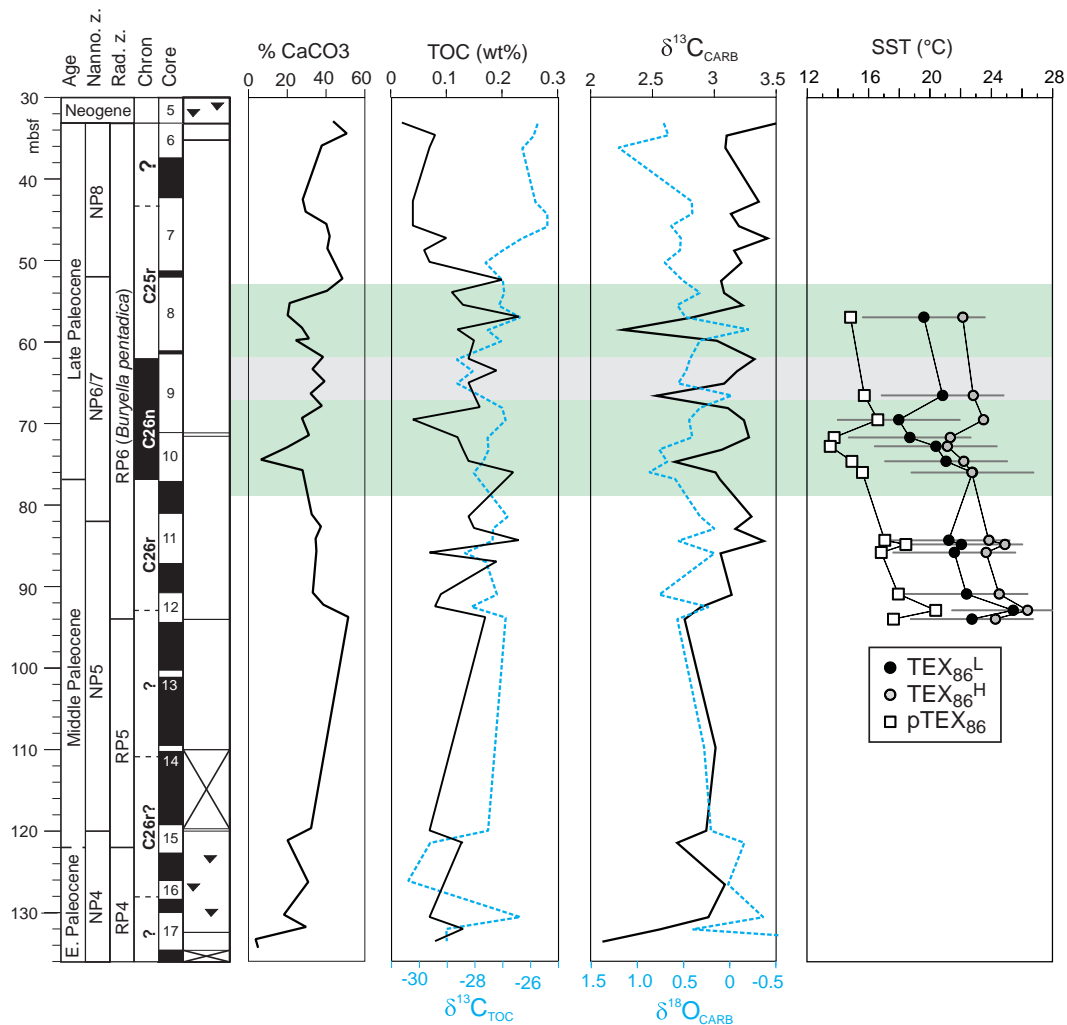 Age
Nanno. z.
Rad. z.
Chron
Core
% CaCO3
0 20 40 60
TOC (wt%)
0 0.1 0.2 0.3
δ13CCARB
2 2.5 3 3.5
SST (°C)
12 16 20 24 28
30
mbsf
40
50
60
70
80
90
100
110
120
130
Neogene
Late Paleocene
Middle Paleocene
E. Paleocene
NP8
NP6/7
NP5
NP4
RP6 (Buryella pentadica)
RP5
RP4
?
C25r
C26n
C26r
?
C26r?
?
5
6
7
8
9
10
11
12
13
14
15
16
17
TEX86L
TEX86H
pTEX86
-30 -28 -26
δ13CTOC
1.5 1.0 0.5 0 -0.5
δ18OCARB